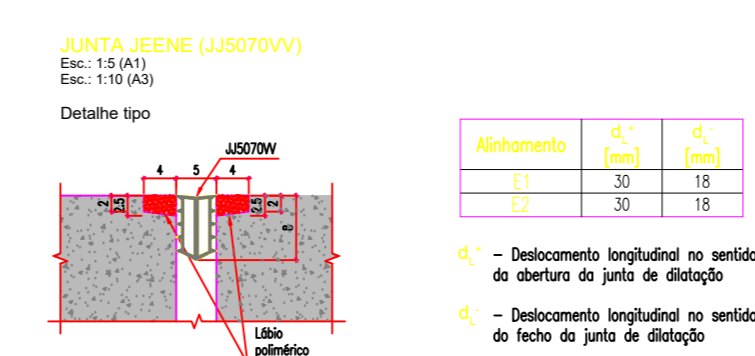 JUNTA JEENE (JJ5070VV)
Esc.: 1:5 (A1)
Esc.: 1:10 (A3)
Detalhe tipo
JJ5070VV
4 5 4
2 2.5 2.5 2
8
Lábio
polimérico
Alinhamento dL+ [mm] dL- [mm]
E1 30 18
E2 30 18
dL+ – Deslocamento longitudinal no sentido
da abertura da junta de dilatação
dL- – Deslocamento longitudinal no sentido
do fecho da junta de dilatação